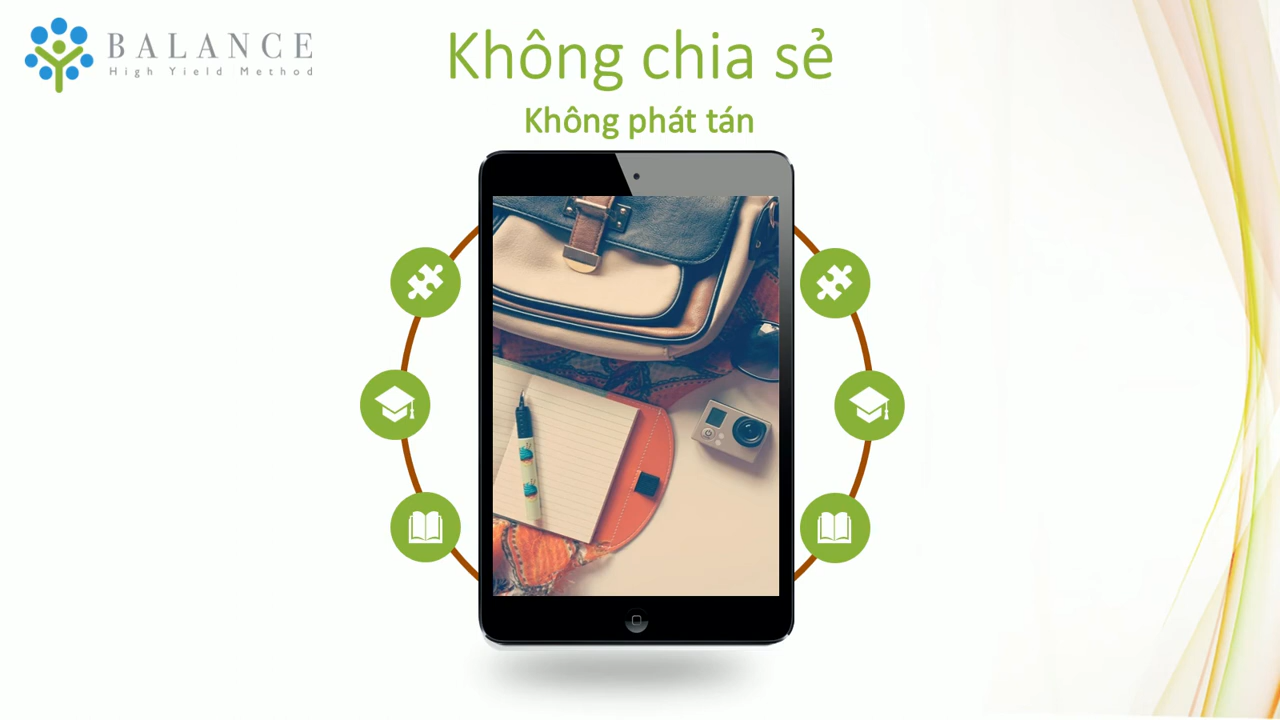 BALANCE
High Yield Method
Không chia sẻ
Không phát tán